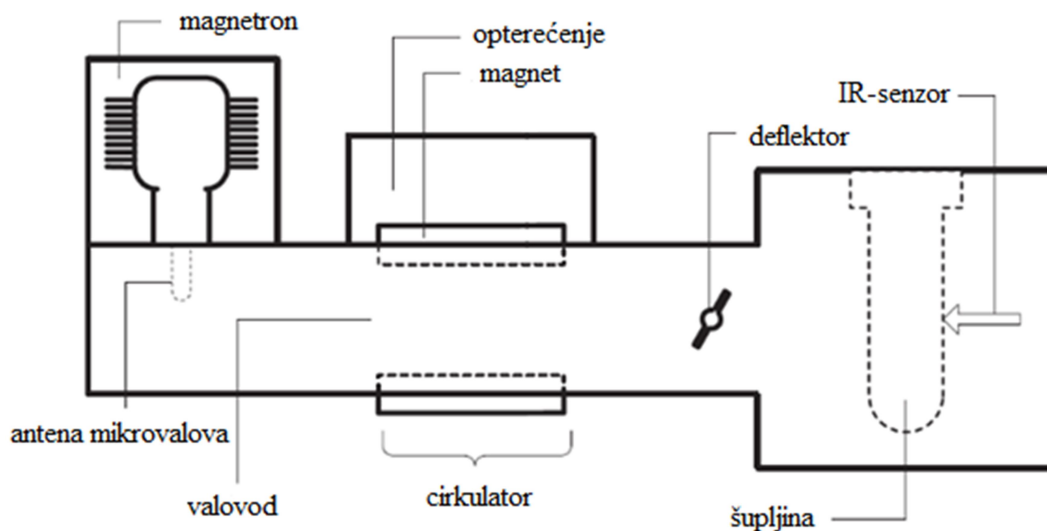 magnetron
opterećenje
magnet
IR-senzor
deflektor
antena mikrovalova
valovod
cirkulator
šupljina